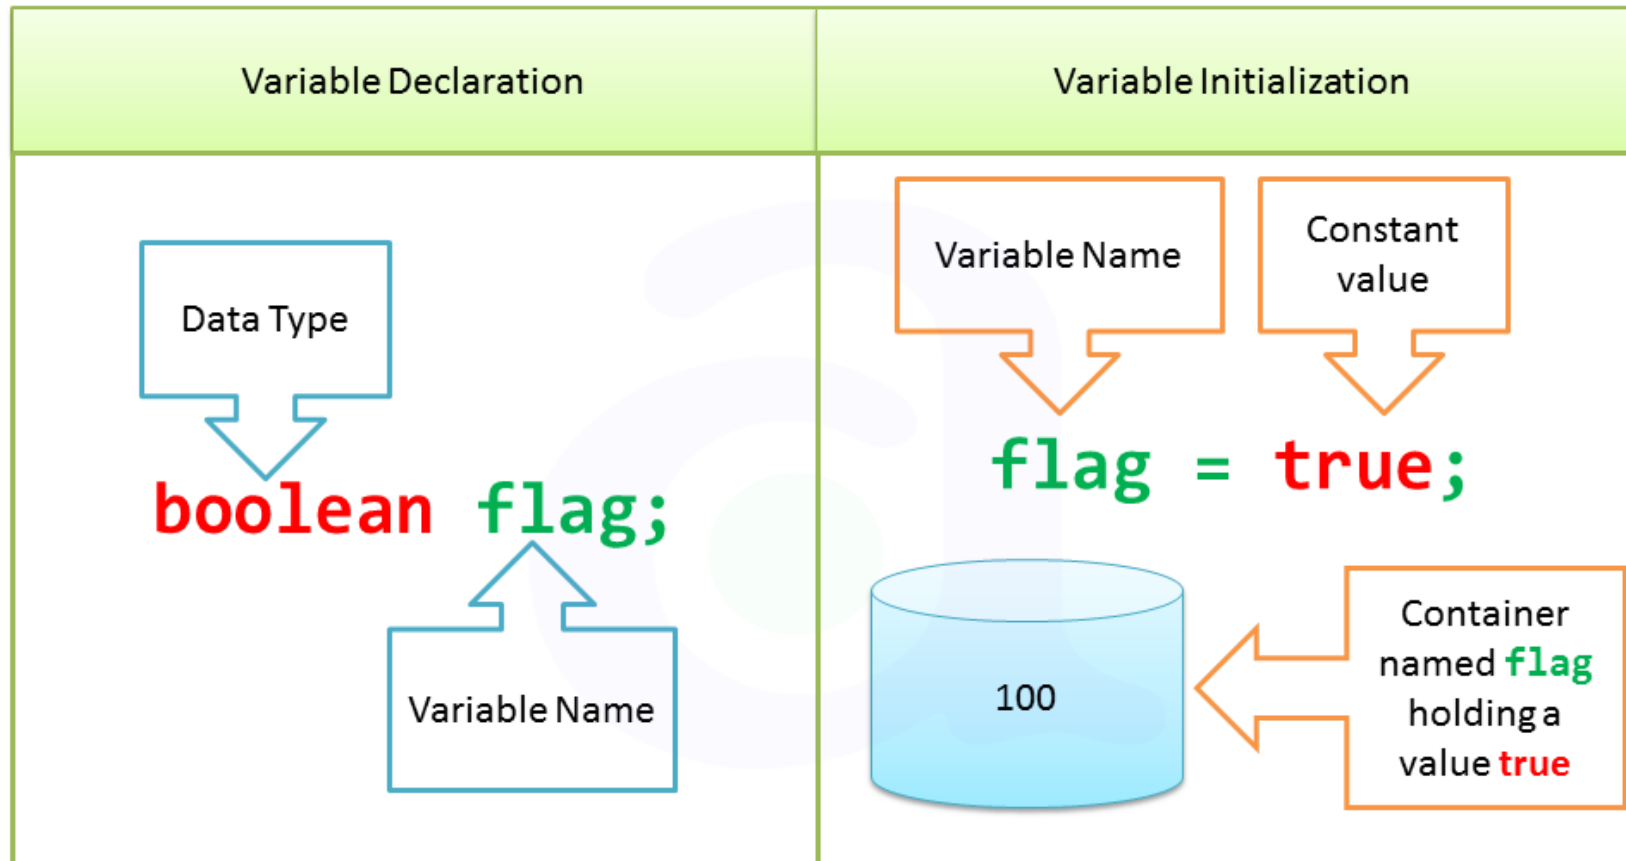 Variable Declaration
Variable Initialization
Data Type
boolean flag;
Variable Name
Variable Name
Constant
value
flag = true;
100
Container
named flag
holding a
value true